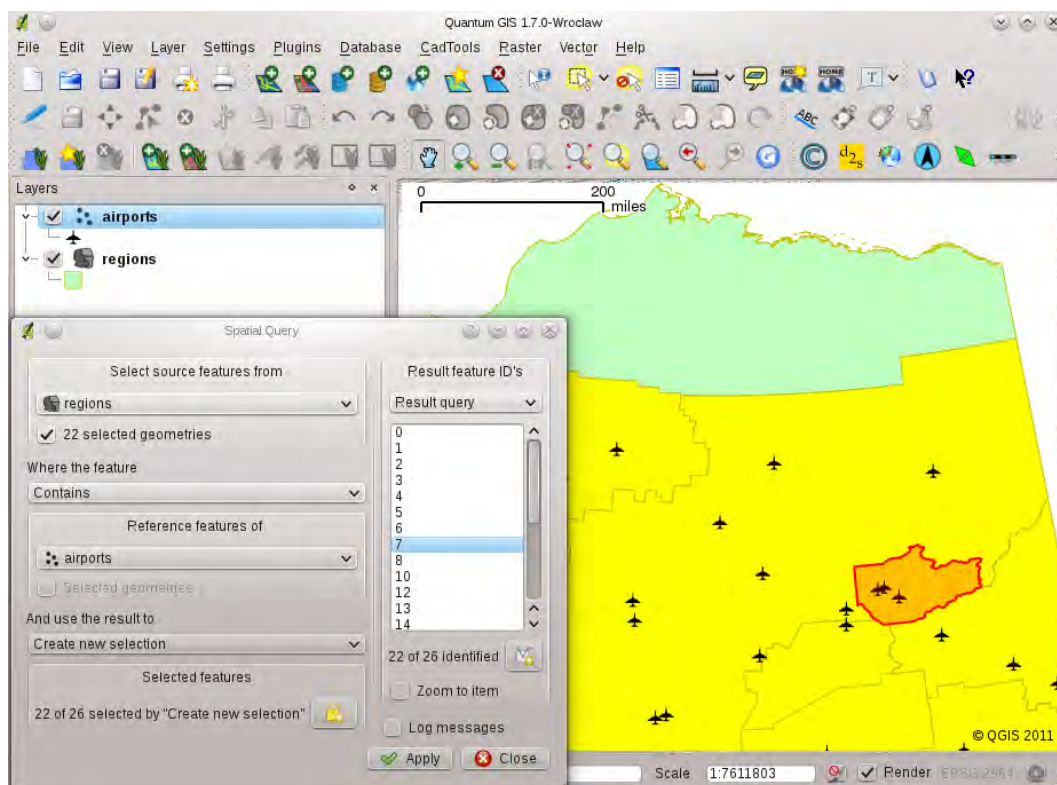 Quantum GIS 1.7.0-Wroclaw
File Edit View Layer Settings Plugins Database CadTools Raster Vector Help
HOME
T
ABC
d2s
Layers
airports
regions
0 200
miles
Spatial Query
Select source features from
regions
22 selected geometries
Where the feature
Contains
Reference features of
airports
Selected geometries
And use the result to
Create new selection
Selected features
22 of 26 selected by "Create new selection"
Result feature ID's
Result query
0
1
2
3
4
5
6
7
8
10
12
13
14
22 of 26 identified
Zoom to item
Log messages
Apply Close
© QGIS 2011
Scale 1:7611803 Render